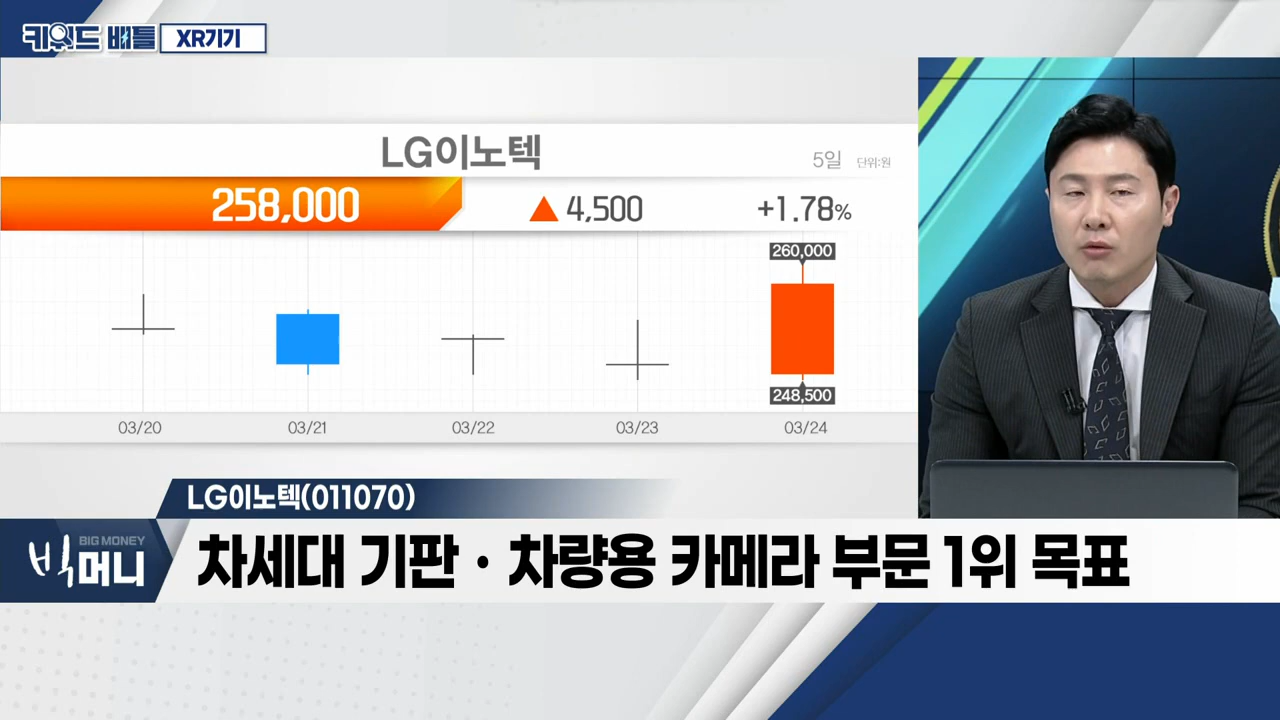 키워드 배틀 XR기기
LG이노텍
5일 단위:원
258,000 ▲ 4,500 +1.78%
260,000
248,500
03/20 03/21 03/22 03/23 03/24
LG이노텍(011070)
BIG MONEY
빅머니
차세대 기판 · 차량용 카메라 부문 1위 목표